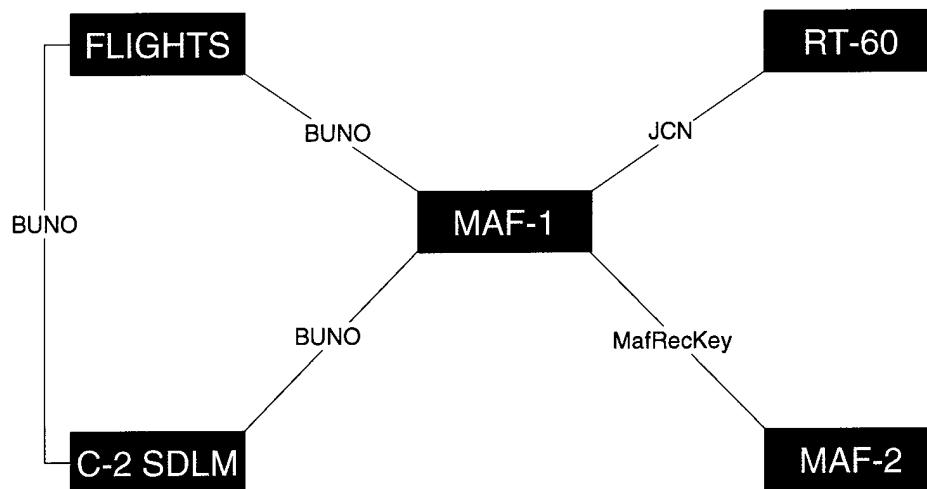 FLIGHTS
RT-60
BUNO
JCN
BUNO
MAF-1
BUNO
MafRecKey
C-2 SDLM
MAF-2